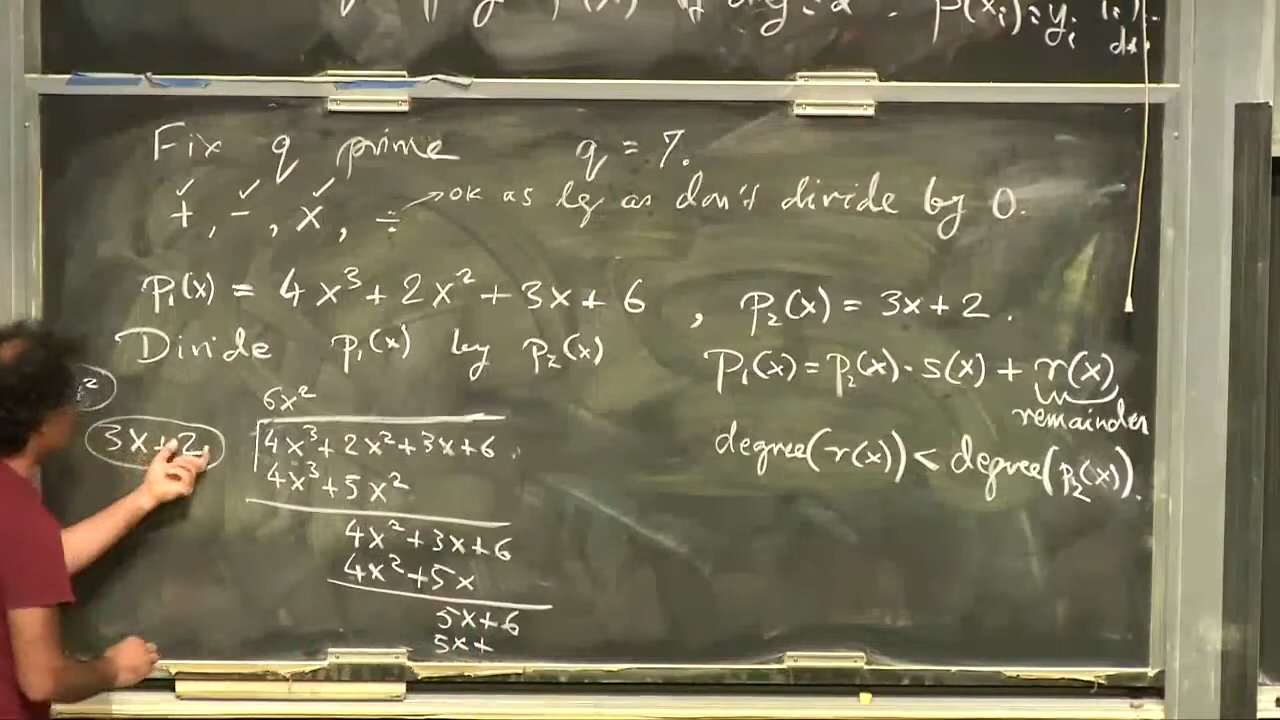 P(xᵢ) = yᵢ
Fix q prime q = 7.
✓ ✓ ✓
+, -, x, ÷ → ok as lg as don't divide by 0.
P₁(x) = 4x³ + 2x² + 3x + 6 , P₂(x) = 3x + 2 .
Divide P₁(x) by P₂(x)
P₁(x) = P₂(x) · s(x) + r(x)
remainder
degree(r(x)) < degree(P₂(x)).
6x²
3x+2
4x³ + 2x² + 3x + 6 .
4x³ + 5x²
4x² + 3x + 6
4x² + 5x
5x + 6
5x +